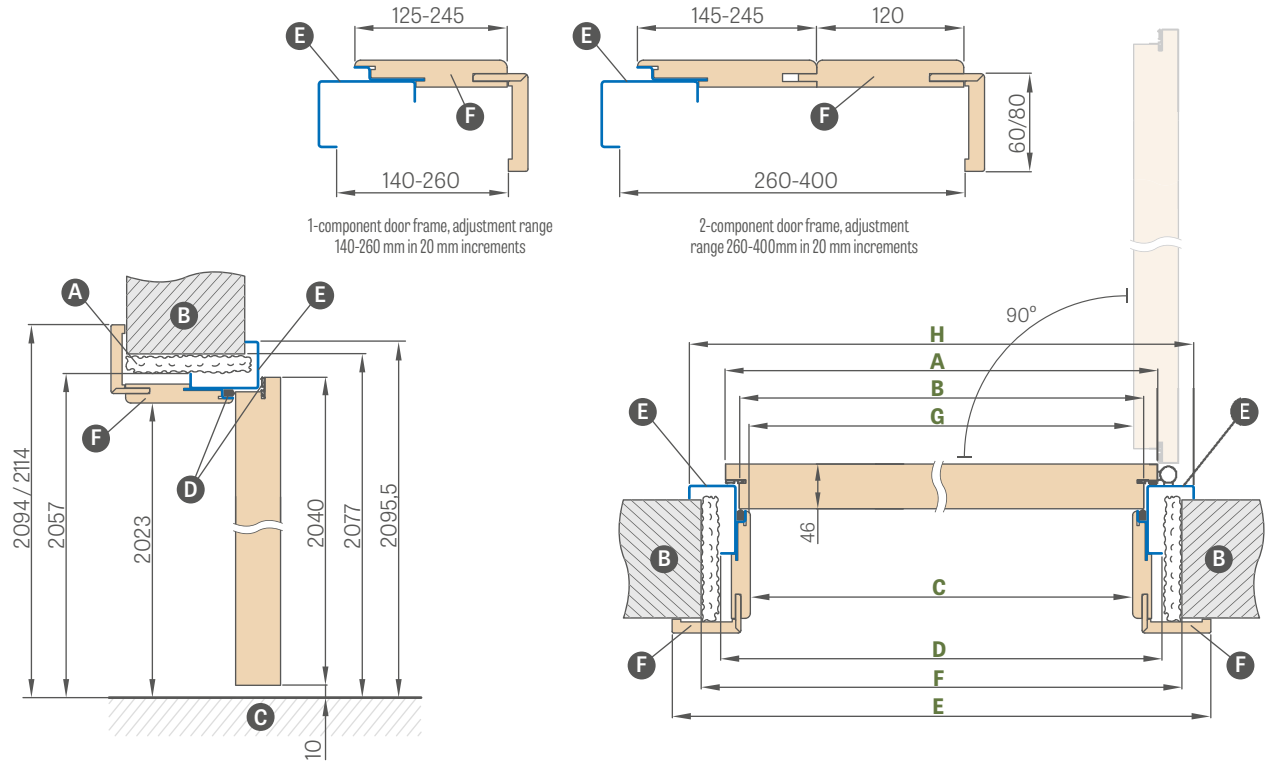 125-245
E
F
140-260
1-component door frame, adjustment range
140-260 mm in 20 mm increments
145-245
120
E
F
60/80
260-400
2-component door frame, adjustment
range 260-400mm in 20 mm increments
A
B
E
F
D
2094 / 2114
2057
2023
2040
2077
2095,5
C
10
90°
H
A
B
G
E
E
46
B
B
C
D
F
F
F
E